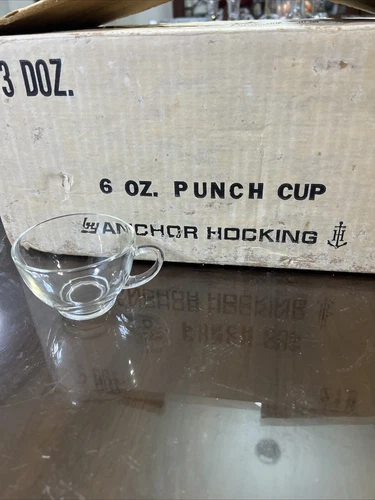 3 DOZ.
6 OZ. PUNCH CUP
by ANCHOR HOCKING